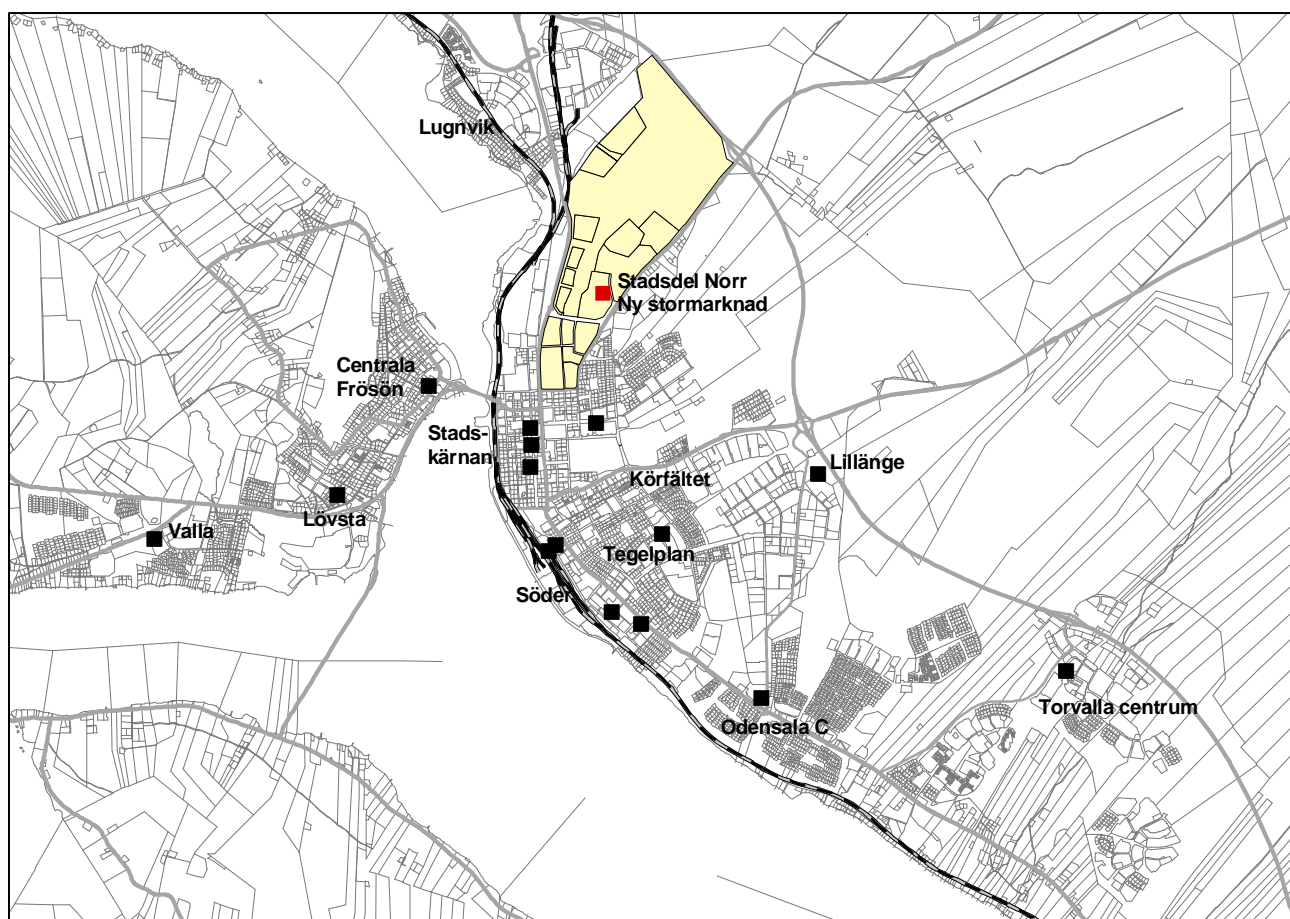 Lugnvik
Stadsdel Norr
Ny stormarknad
Centrala
Frösön
Stads-
kärnan
Lillänge
Körfältet
Lövsta
Valla
Tegelplan
Söder
Torvalla centrum
Odensala C